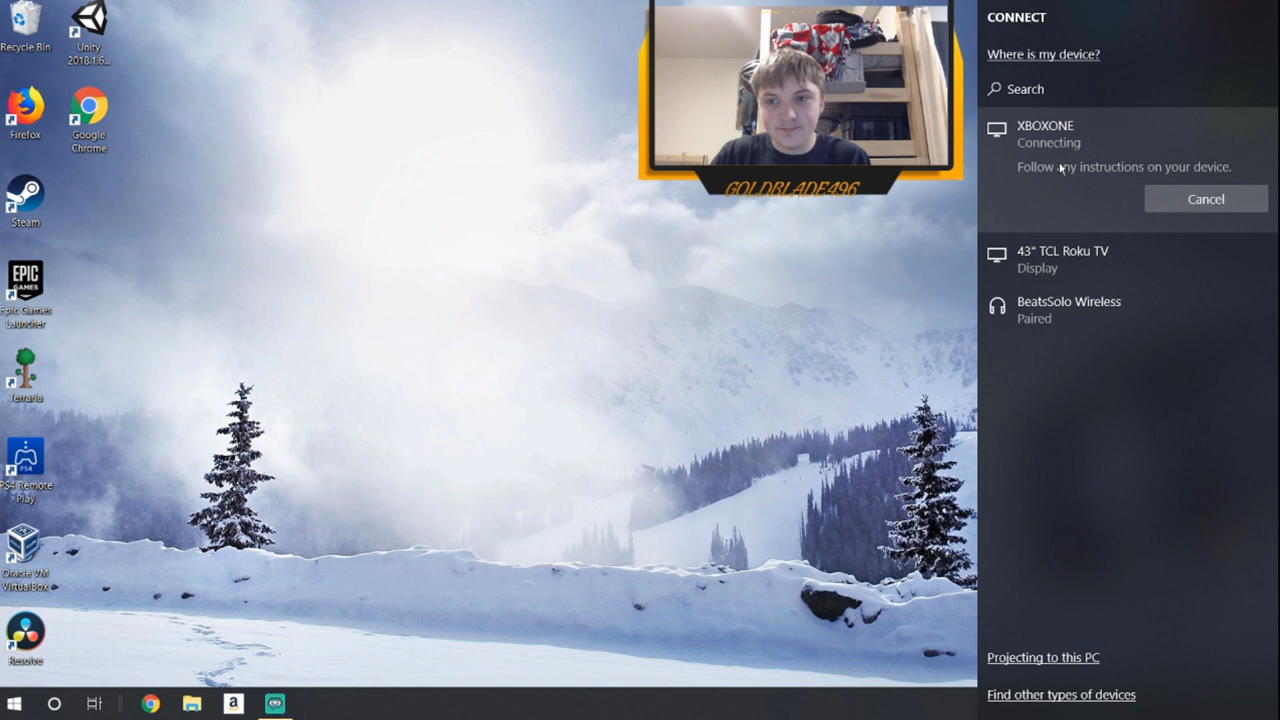 Recycle Bin
Unity
2018.1.6...
Firefox
Google
Chrome
Steam
EPIC
GAMES
Epic Games
Launcher
Terraria
PS4
PS4 Remote
Play
Oracle VM
VirtualBox
Resolve
GOLDBLADE496
CONNECT
Where is my device?
Search
XBOXONE
Connecting
Follow any instructions on your device.
Cancel
43" TCL Roku TV
Display
BeatsSolo Wireless
Paired
Projecting to this PC
Find other types of devices
a